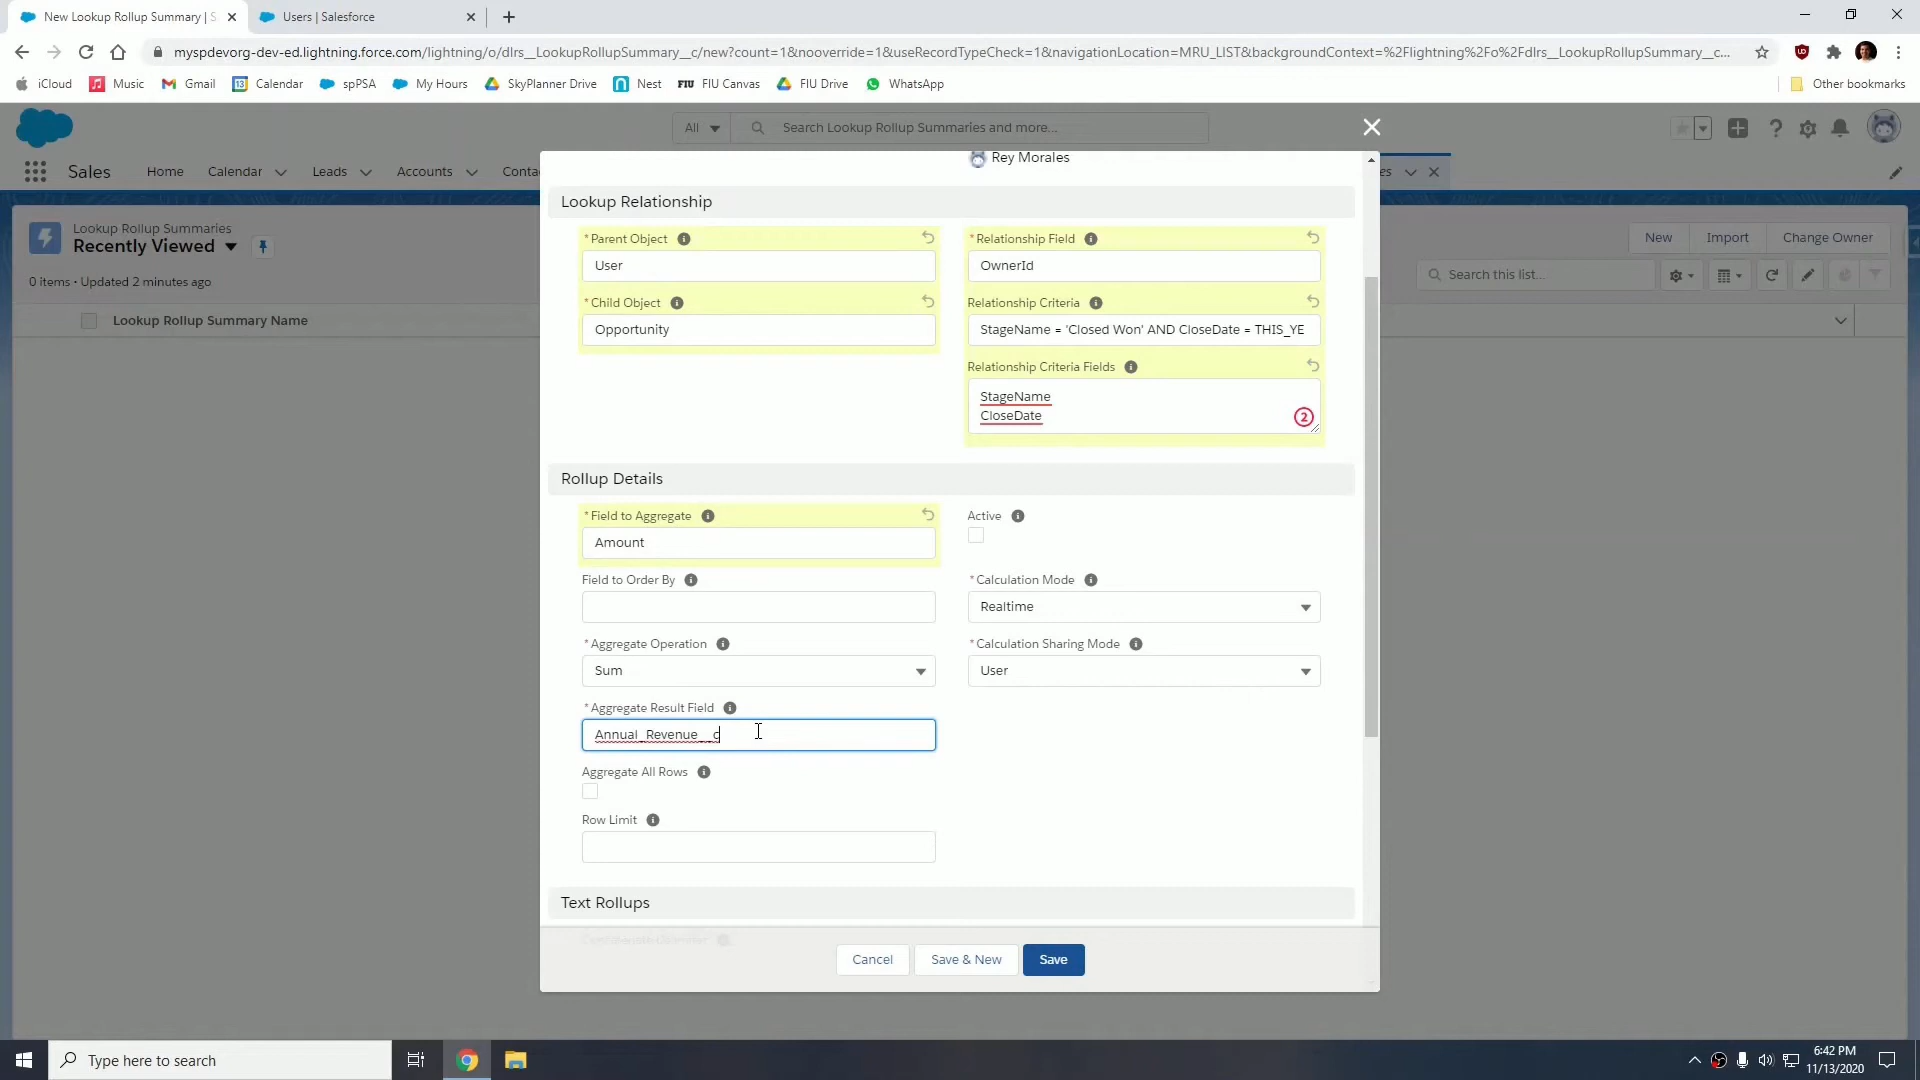 New Lookup Rollup Summary | S
Users | Salesforce
myspdevorg-dev-ed.lightning.force.com/lightning/o/dlrs__LookupRollupSummary__c/new?count=1&nooverride=1&useRecordTypeCheck=1&navigationLocation=MRU_LIST&backgroundContext=%2Flightning%2Fo%2Fdlrs__LookupRollupSummary__c...
iCloud
Music
Gmail
Calendar
spPSA
My Hours
SkyPlanner Drive
Nest
FIU FIU Canvas
FIU Drive
WhatsApp
Other bookmarks
All
Search Lookup Rollup Summaries and more...
Sales
Home
Calendar
Leads
Accounts
Conta
es
Lookup Rollup Summaries
Recently Viewed
New
Import
Change Owner
0 items • Updated 2 minutes ago
Search this list...
Lookup Rollup Summary Name
Rey Morales
Lookup Relationship
*Parent Object
User
*Relationship Field
OwnerId
*Child Object
Opportunity
Relationship Criteria
StageName = 'Closed Won' AND CloseDate = THIS_YE
Relationship Criteria Fields
StageName
CloseDate
2
Rollup Details
*Field to Aggregate
Amount
Active
Field to Order By
*Calculation Mode
Realtime
*Aggregate Operation
Sum
*Calculation Sharing Mode
User
*Aggregate Result Field
Annual_Revenue__c
Aggregate All Rows
Row Limit
Text Rollups
Cancel
Save & New
Save
Type here to search
6:42 PM
11/13/2020